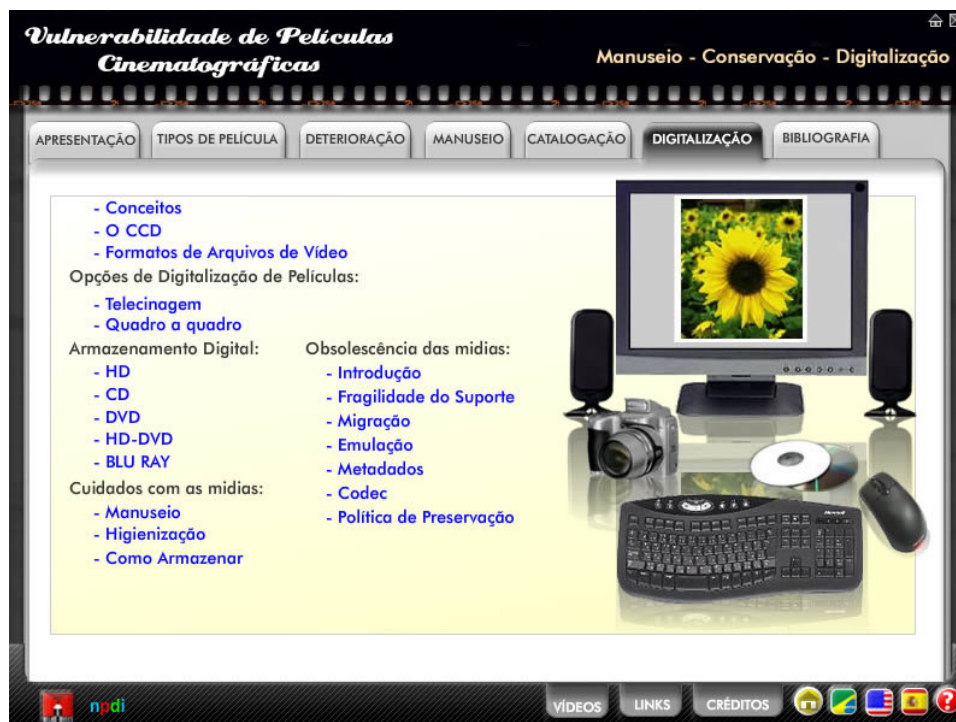 Vulnerabilidade de Películas
Cinematográficas
Manuseio - Conservação - Digitalização
APRESENTAÇÃO
TIPOS DE PELÍCULA
DETERIORAÇÃO
MANUSEIO
CATALOGAÇÃO
DIGITALIZAÇÃO
BIBLIOGRAFIA
- Conceitos
- O CCD
- Formatos de Arquivos de Vídeo
Opções de Digitalização de Películas:
- Telecinagem
- Quadro a quadro
Armazenamento Digital:
- HD
- CD
- DVD
- HD-DVD
- BLU RAY
Cuidados com as midias:
- Manuseio
- Higienização
- Como Armazenar
Obsolescência das midias:
- Introdução
- Fragilidade do Suporte
- Migração
- Emulação
- Metadados
- Codec
- Política de Preservação
npdi
VÍDEOS
LINKS
CRÉDITOS
?